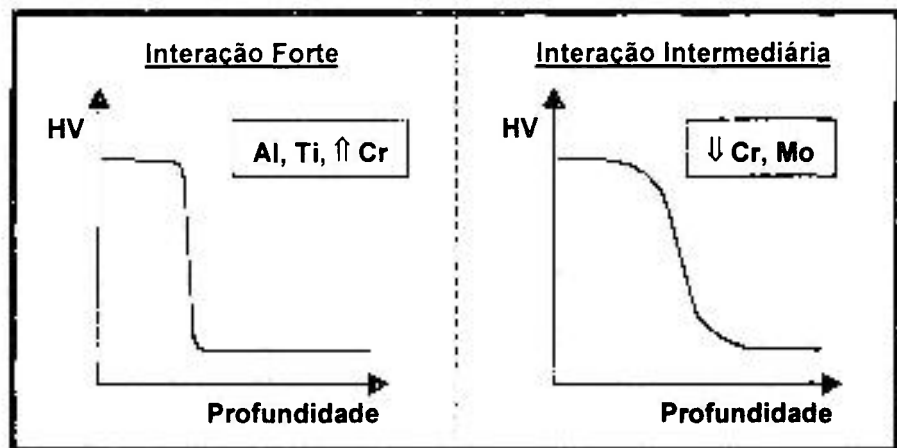 Interação Forte
HV
Al, Ti, ⇑ Cr
Profundidade
Interação Intermediária
HV
⇓ Cr, Mo
Profundidade